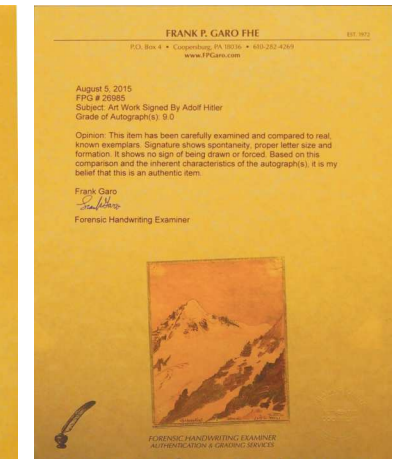 FRANK P. GARO FHE
EST. 1972
P.O. Box 4 • Coopersburg, PA 18036 • 610-282-4269
www.FPGaro.com
August 5, 2015
FPG # 26985
Subject: Art Work Signed By Adolf Hitler
Grade of Autograph(s): 9.0
Opinion: This item has been carefully examined and compared to real,
known exemplars. Signature shows spontaneity, proper letter size and
formation. It shows no sign of being drawn or forced. Based on this
comparison and the inherent characteristics of the autograph(s), it is my
belief that this is an authentic item.
Frank Garo
Frank Garo
Forensic Handwriting Examiner
FORENSIC HANDWRITING EXAMINER
AUTHENTICATION & GRADING SERVICES